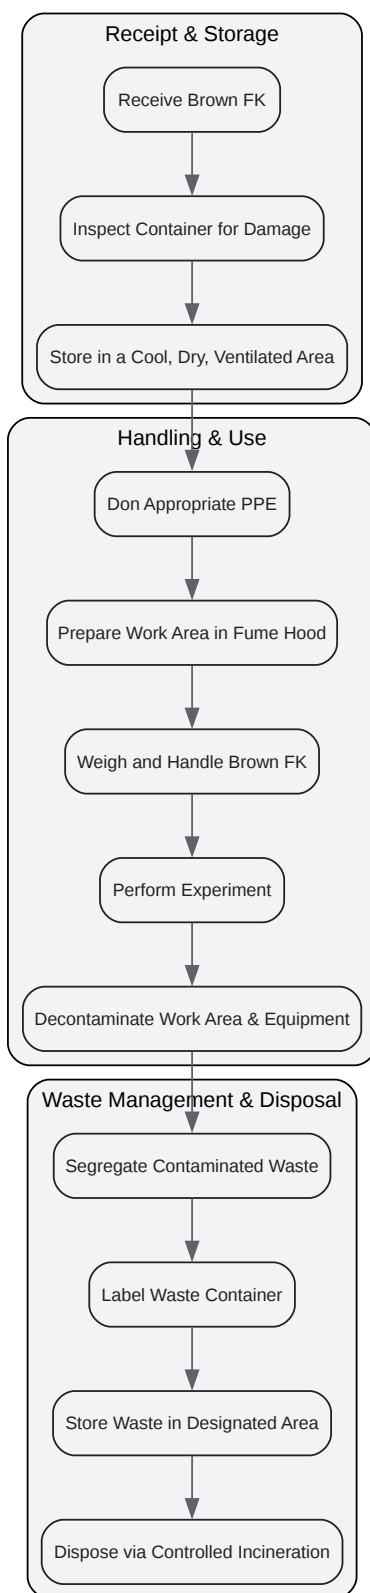 Receipt & Storage
Receive Brown FK
Inspect Container for Damage
Store in a Cool, Dry, Ventilated Area
Handling & Use
Don Appropriate PPE
Prepare Work Area in Fume Hood
Weigh and Handle Brown FK
Perform Experiment
Decontaminate Work Area & Equipment
Waste Management & Disposal
Segregate Contaminated Waste
Label Waste Container
Store Waste in Designated Area
Dispose via Controlled Incineration